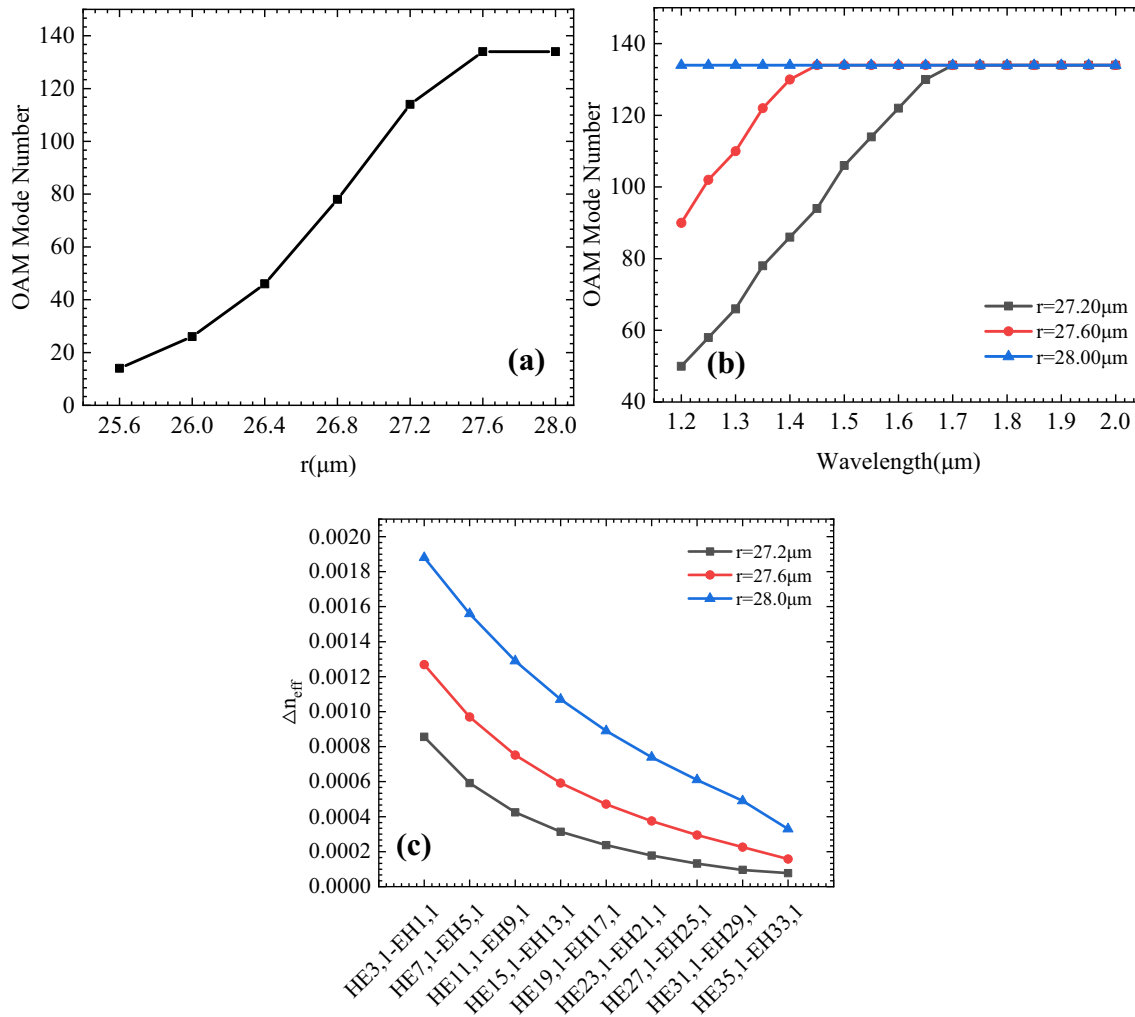 OAM Mode Number
140
120
100
80
60
40
20
0
25.6 26.0 26.4 26.8 27.2 27.6 28.0
r(μm)
(a)
OAM Mode Number
140
120
100
80
60
40
1.2 1.3 1.4 1.5 1.6 1.7 1.8 1.9 2.0
Wavelength(μm)
(b)
r=27.20μm
r=27.60μm
r=28.00μm
△neff
0.0020
0.0018
0.0016
0.0014
0.0012
0.0010
0.0008
0.0006
0.0004
0.0002
0.0000
(c)
r=27.2μm
r=27.6μm
r=28.0μm
HE3,1-EH1,1
HE7,1-EH5,1
HE11,1-EH9,1
HE15,1-EH13,1
HE19,1-EH17,1
HE23,1-EH21,1
HE27,1-EH25,1
HE31,1-EH29,1
HE35,1-EH33,1